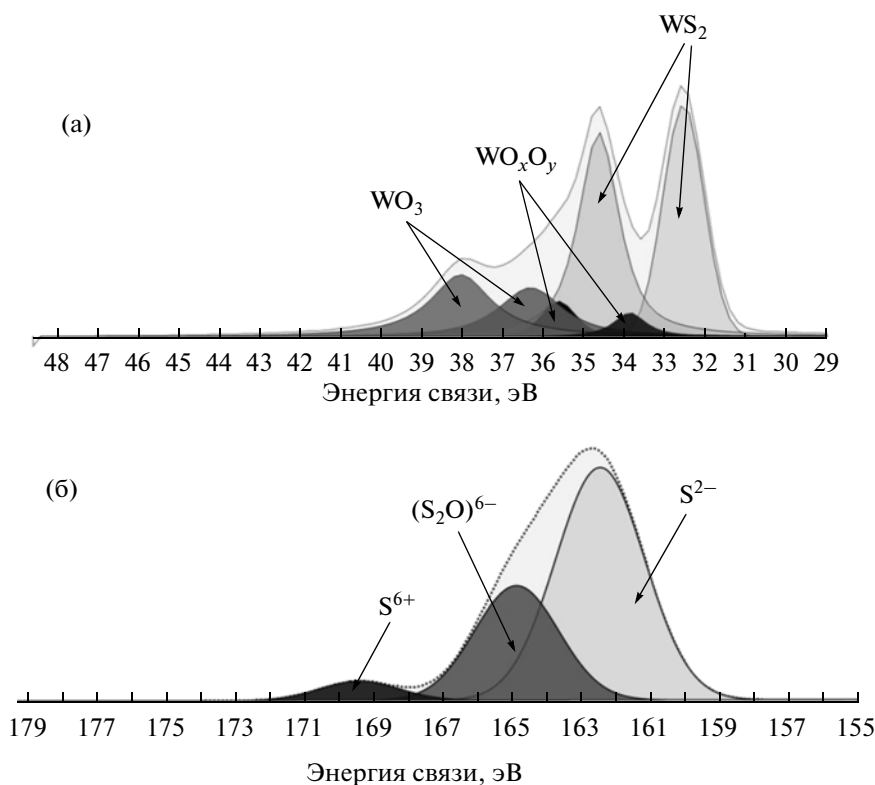 WS₂
(а)
WOₓOᵧ
WO₃
48 47 46 45 44 43 42 41 40 39 38 37 36 35 34 33 32 31 30 29
Энергия связи, эВ
(б)
(S₂O)⁶⁻
S²⁻
S⁶⁺
179 177 175 173 171 169 167 165 163 161 159 157 155
Энергия связи, эВ